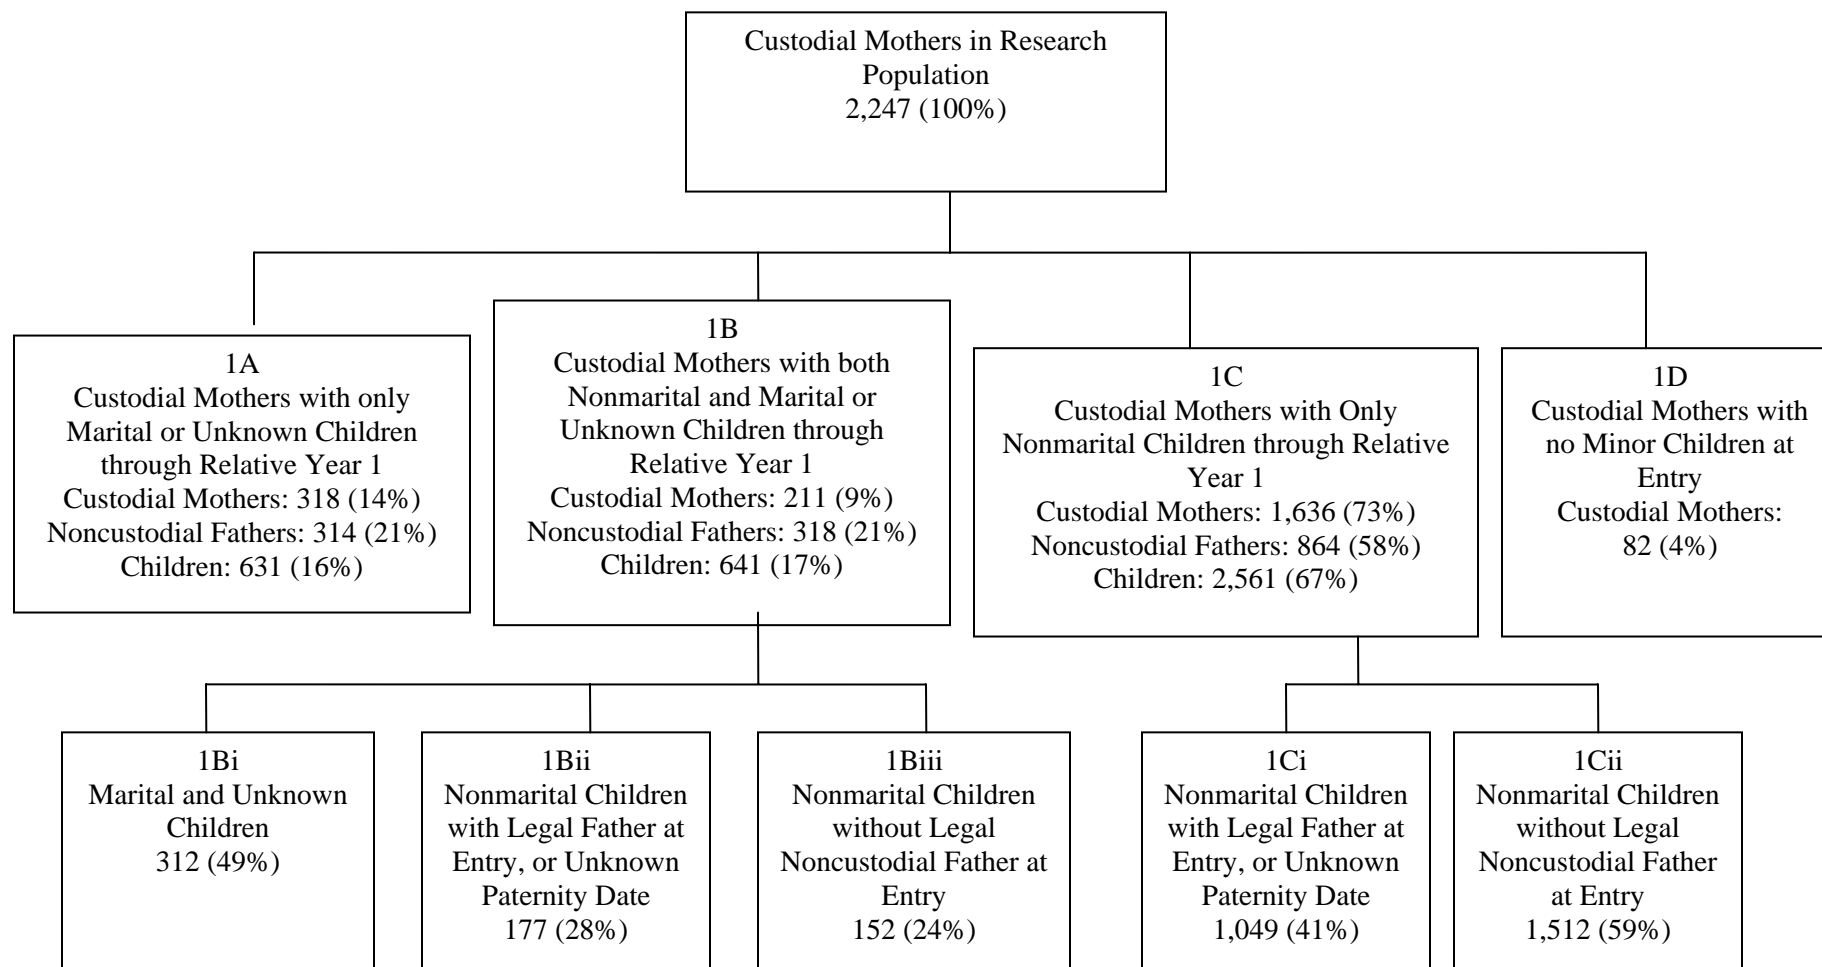 Custodial Mothers in Research
Population
2,247 (100%)
1A
Custodial Mothers with only
Marital or Unknown Children
through Relative Year 1
Custodial Mothers: 318 (14%)
Noncustodial Fathers: 314 (21%)
Children: 631 (16%)
1B
Custodial Mothers with both
Nonmarital and Marital or
Unknown Children through
Relative Year 1
Custodial Mothers: 211 (9%)
Noncustodial Fathers: 318 (21%)
Children: 641 (17%)
1C
Custodial Mothers with Only
Nonmarital Children through Relative
Year 1
Custodial Mothers: 1,636 (73%)
Noncustodial Fathers: 864 (58%)
Children: 2,561 (67%)
1D
Custodial Mothers with
no Minor Children at
Entry
Custodial Mothers:
82 (4%)
1Bi
Marital and Unknown
Children
312 (49%)
1Bii
Nonmarital Children
with Legal Father at
Entry, or Unknown
Paternity Date
177 (28%)
1Biii
Nonmarital Children
without Legal
Noncustodial Father at
Entry
152 (24%)
1Ci
Nonmarital Children
with Legal Father at
Entry, or Unknown
Paternity Date
1,049 (41%)
1Cii
Nonmarital Children
without Legal
Noncustodial Father
at Entry
1,512 (59%)